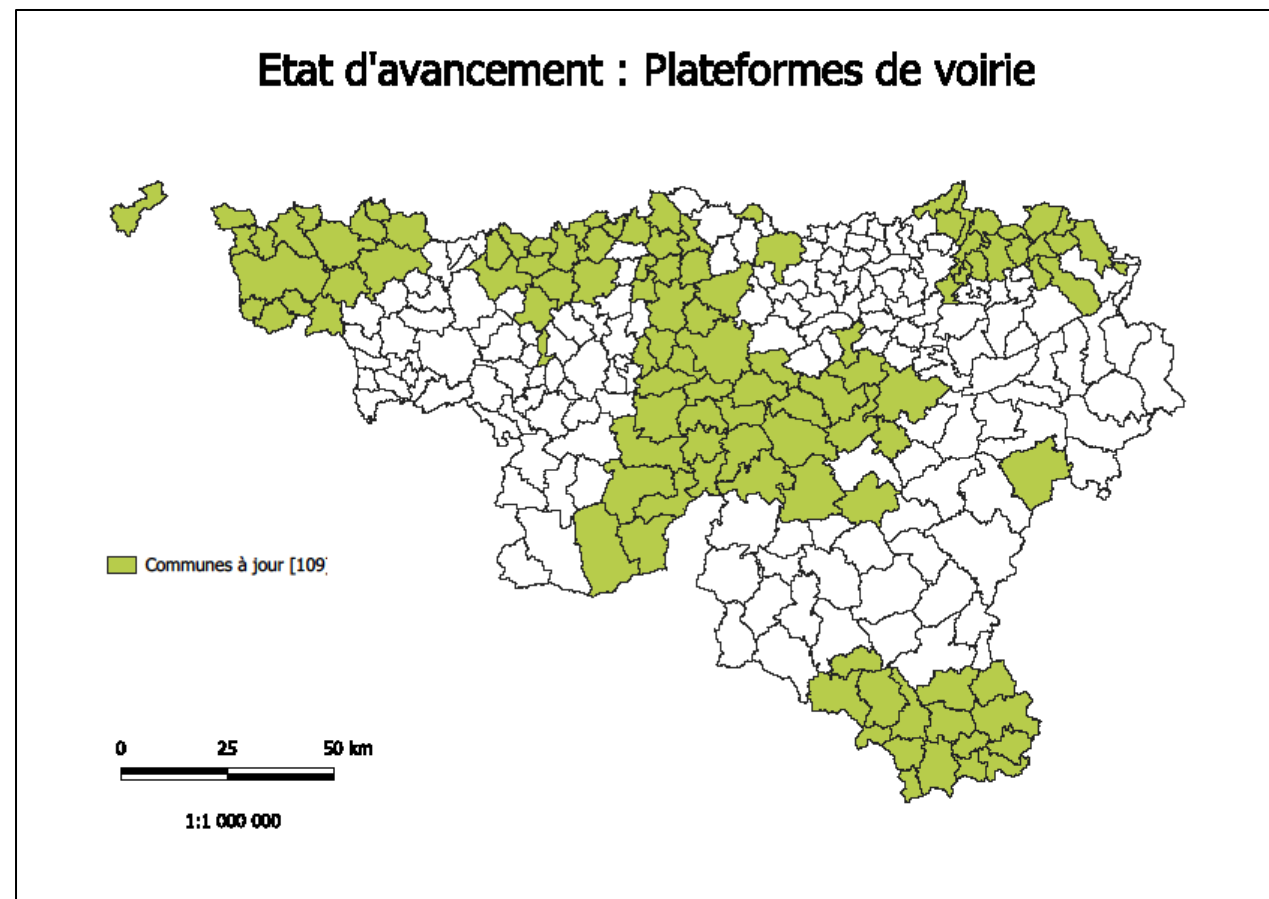 Etat d'avancement : Plateformes de voirie
Communes à jour [109]
0 25 50 km
1:1 000 000